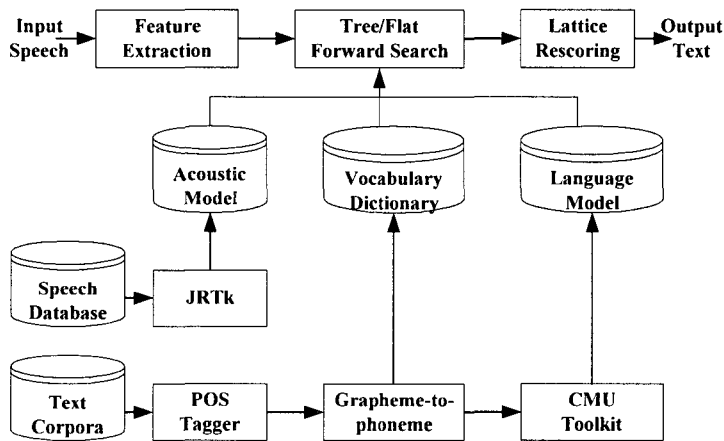 Input
Speech
Feature
Extraction
Tree/Flat
Forward Search
Lattice
Rescoring
Output
Text
Acoustic
Model
Vocabulary
Dictionary
Language
Model
Speech
Database
JRTk
Text
Corpora
POS
Tagger
Grapheme-to-
phoneme
CMU
Toolkit